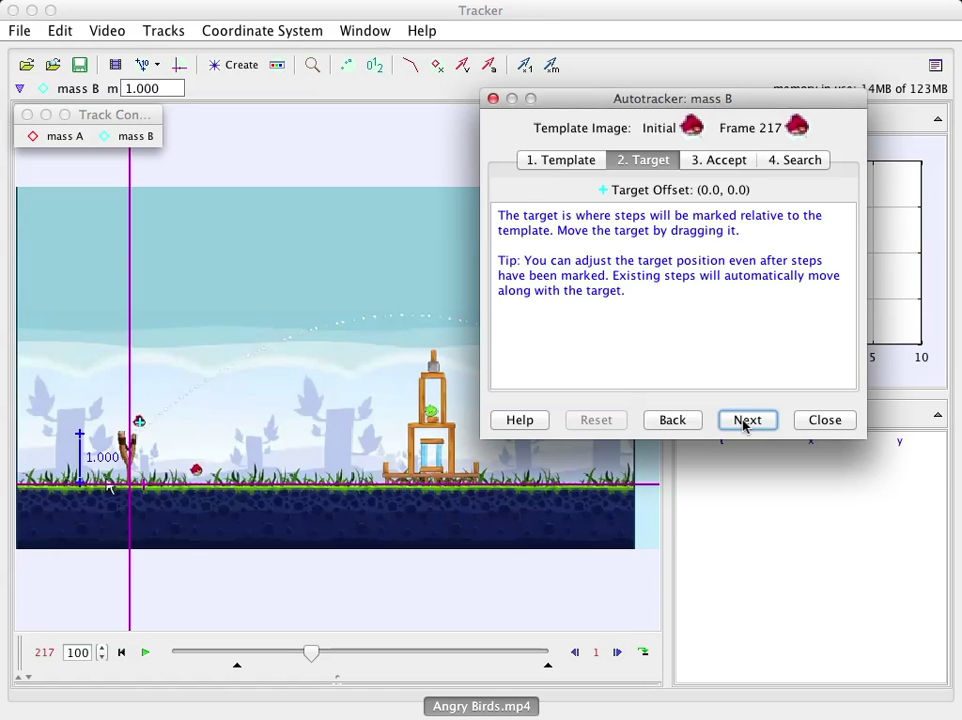 Tracker
File Edit Video Tracks Coordinate System Window Help
Create
mass B m 1.000
memory in use: 14MB of 123MB
Track Con...
mass A mass B
Autotracker: mass B
Template Image: Initial Frame 217
1. Template 2. Target 3. Accept 4. Search
Target Offset: (0.0, 0.0)
The target is where steps will be marked relative to the
template. Move the target by dragging it.
Tip: You can adjust the target position even after steps
have been marked. Existing steps will automatically move
along with the target.
Help Reset Back Next Close
5 10
t x y
1.000
217 100 1
Angry Birds.mp4